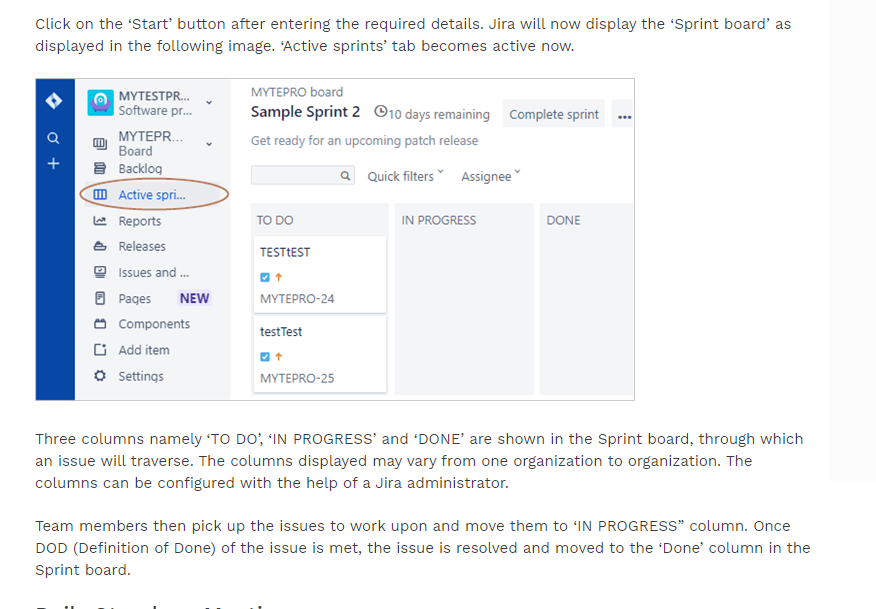 Click on the ‘Start’ button after entering the required details. Jira will now display the ‘Sprint board’ as
displayed in the following image. ‘Active sprints’ tab becomes active now.
MYTESTPR...
Software pr...
MYTEPR...
Board
Backlog
Active spri...
Reports
Releases
Issues and ...
Pages NEW
Components
Add item
Settings
MYTEPRO board
Sample Sprint 2 10 days remaining Complete sprint ...
Get ready for an upcoming patch release
Quick filters Assignee
TO DO IN PROGRESS DONE
TESTtEST
MYTEPRO-24
testTest
MYTEPRO-25
Three columns namely ‘TO DO’, ‘IN PROGRESS’ and ‘DONE’ are shown in the Sprint board, through which
an issue will traverse. The columns displayed may vary from one organization to organization. The
columns can be configured with the help of a Jira administrator.
Team members then pick up the issues to work upon and move them to ‘IN PROGRESS” column. Once
DOD (Definition of Done) of the issue is met, the issue is resolved and moved to the ‘Done’ column in the
Sprint board.